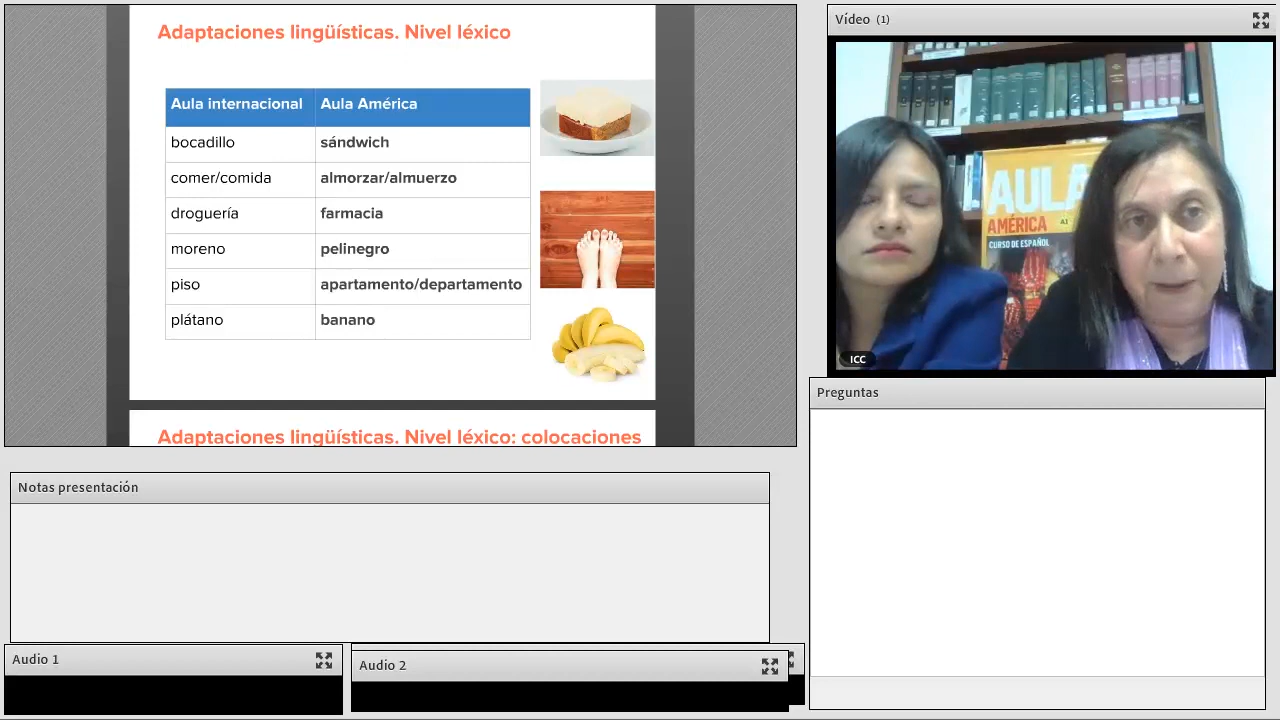 Adaptaciones lingüísticas. Nivel léxico
Aula internacional Aula América
bocadillo sándwich
comer/comida almorzar/almuerzo
droguería farmacia
moreno pelinegro
piso apartamento/departamento
plátano banano
Adaptaciones lingüísticas. Nivel léxico: colocaciones
Vídeo (1)
AULA
AMÉRICA A1
CURSO DE ESPAÑOL
ICC
Preguntas
Notas presentación
Audio 1
Audio 2